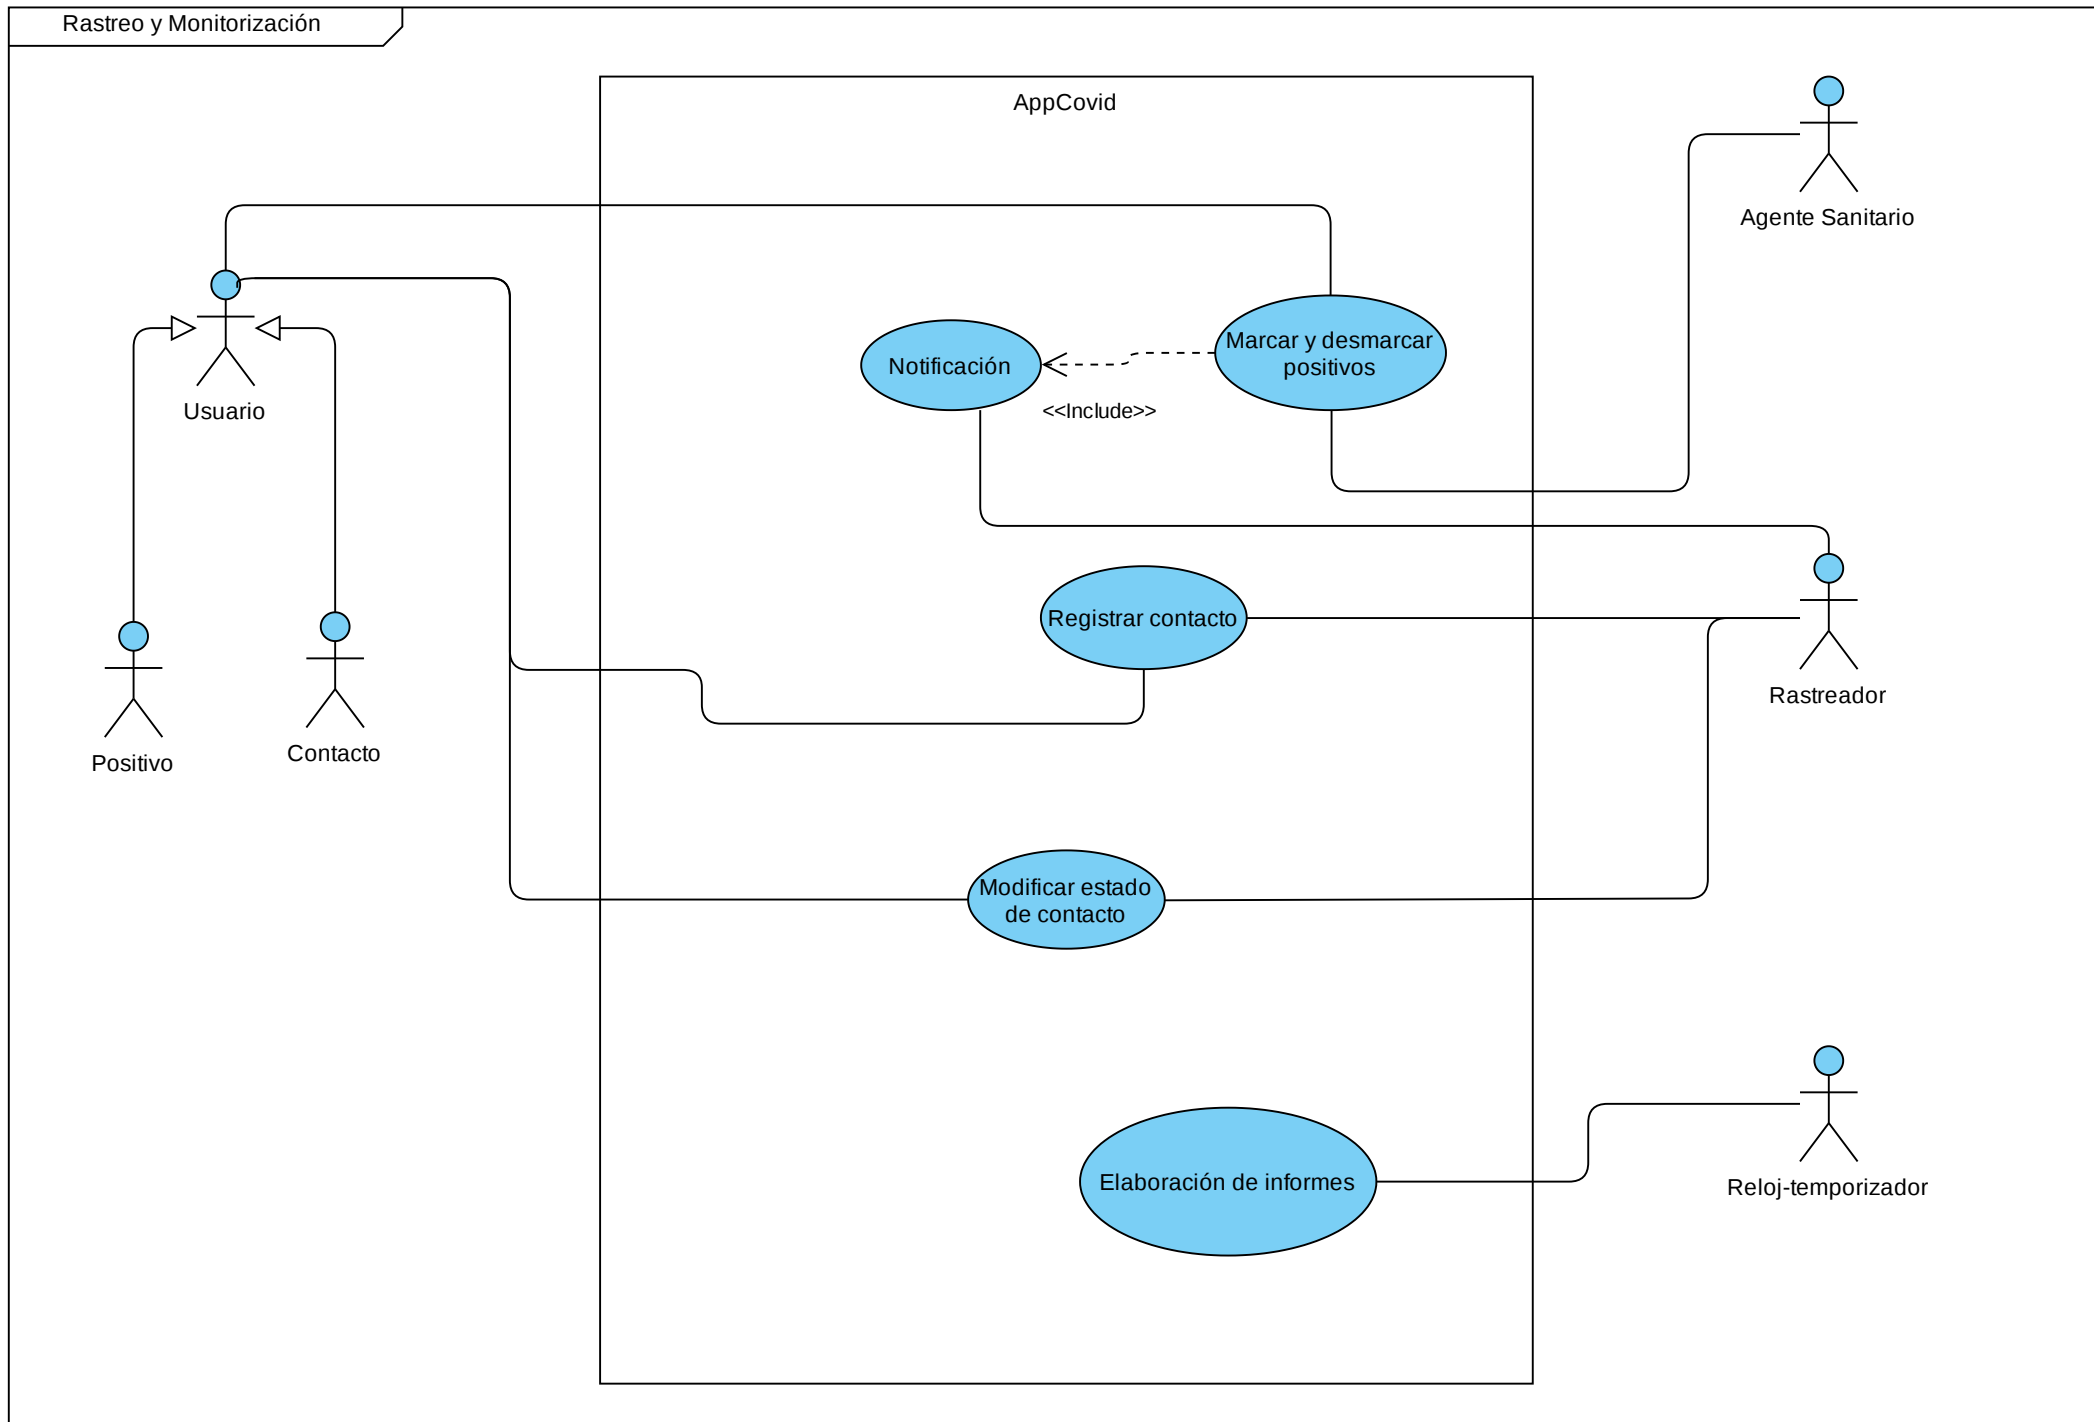 Rastreo y Monitorización
AppCovid
Agente Sanitario
Usuario
Notificación
<<Include>>
Marcar y desmarcar
positivos
Registrar contacto
Rastreador
Positivo
Contacto
Modificar estado
de contacto
Elaboración de informes
Reloj-temporizador